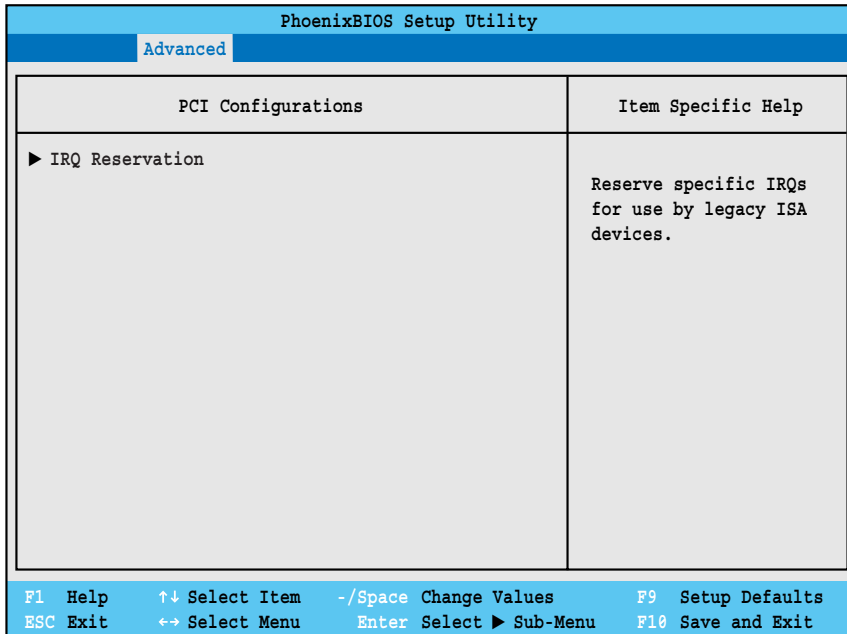 PhoenixBIOS Setup Utility
Advanced
PCI Configurations
Item Specific Help
▶ IRQ Reservation
Reserve specific IRQs
for use by legacy ISA
devices.
F1 Help ↑↓ Select Item -/Space Change Values F9 Setup Defaults
ESC Exit ←→ Select Menu Enter Select ▶ Sub-Menu F10 Save and Exit